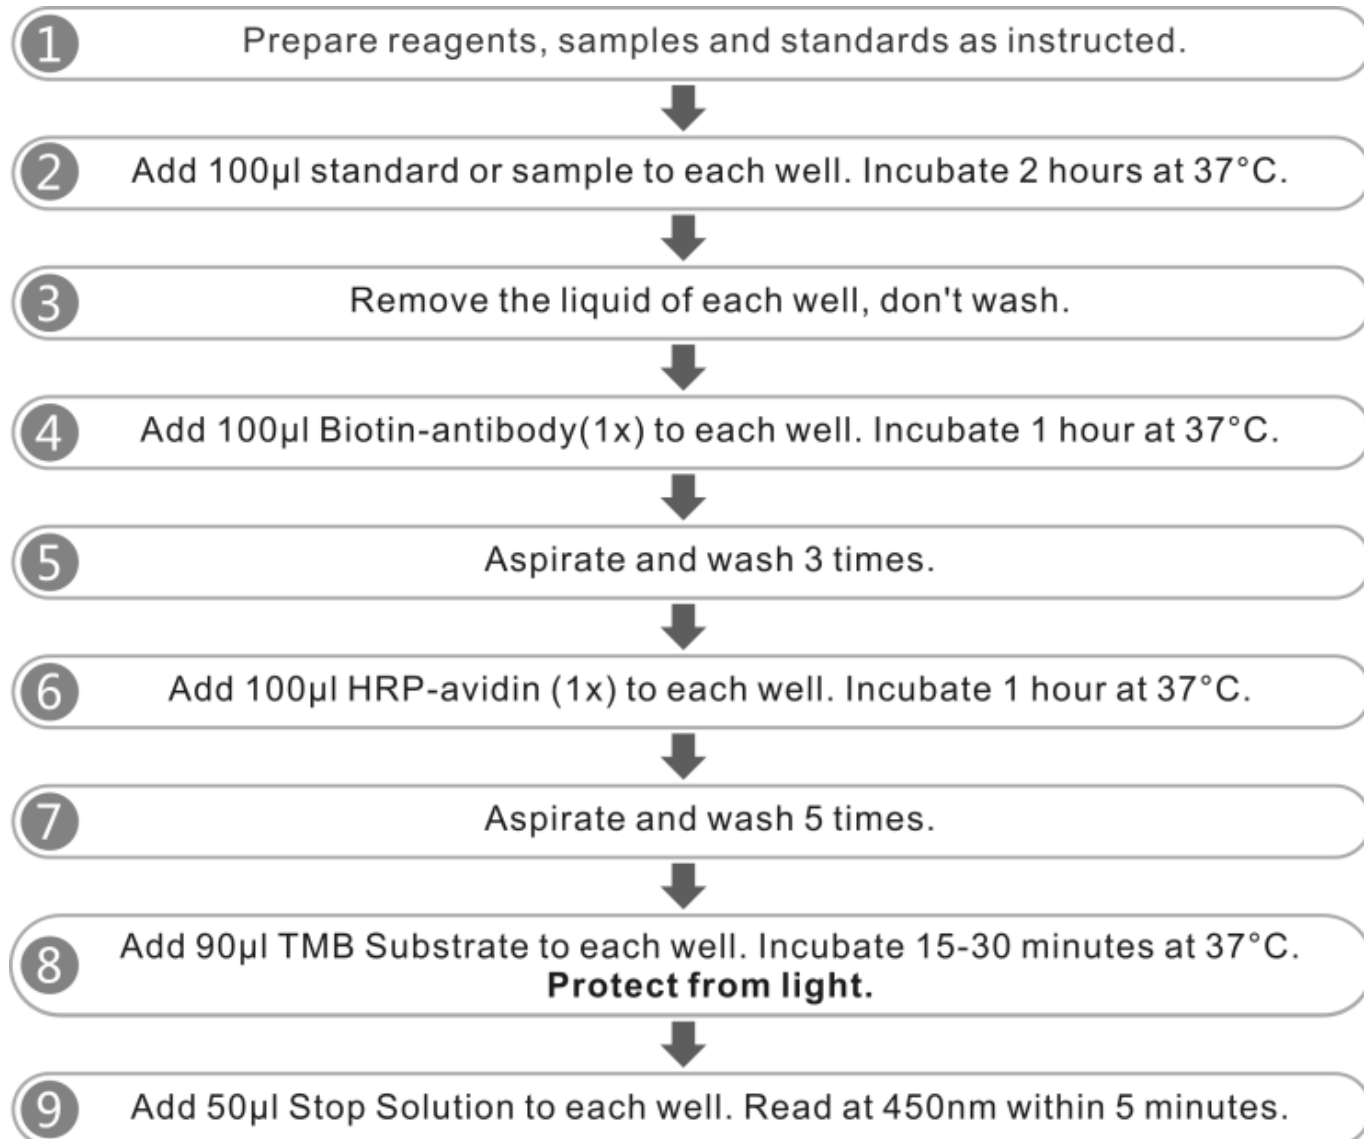 1 Prepare reagents, samples and standards as instructed.
2 Add 100µl standard or sample to each well. Incubate 2 hours at 37°C.
3 Remove the liquid of each well, don't wash.
4 Add 100µl Biotin-antibody(1x) to each well. Incubate 1 hour at 37°C.
5 Aspirate and wash 3 times.
6 Add 100µl HRP-avidin (1x) to each well. Incubate 1 hour at 37°C.
7 Aspirate and wash 5 times.
8 Add 90µl TMB Substrate to each well. Incubate 15-30 minutes at 37°C.
Protect from light.
9 Add 50µl Stop Solution to each well. Read at 450nm within 5 minutes.